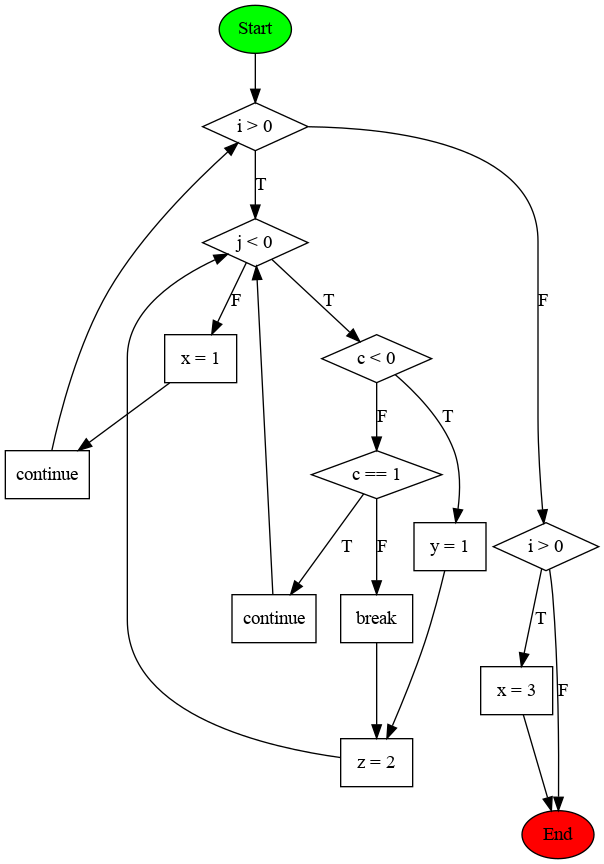 Start
i > 0
T
F
j < 0
F
T
x = 1
c < 0
F
T
continue
c == 1
T
F
y = 1
i > 0
continue
break
T
F
x = 3
z = 2
End